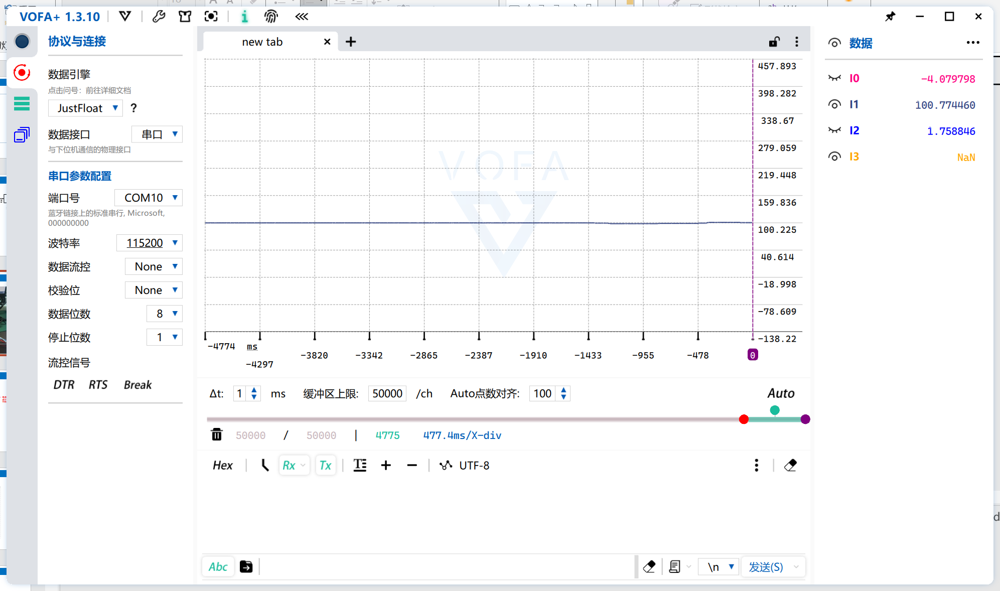 VOFA+ 1.3.10
协议与连接
数据引擎
点击问号：前往详细文档
JustFloat ?
数据接口 串口
与下位机通信的物理接口
串口参数配置
端口号 COM10
蓝牙链接上的标准串行, Microsoft,
000000000
波特率 115200
数据流控 None
校验位 None
数据位数 8
停止位数 1
流控信号
DTR RTS Break
new tab
457.893
398.282
338.67
279.059
219.448
159.836
100.225
40.614
-18.998
-78.609
-138.22
VOFA
-4774 ms
-4297 -3820 -3342 -2865 -2387 -1910 -1433 -955 -478 0
Δt: 1 ms 缓冲区上限: 50000 /ch Auto点数对齐: 100 Auto
50000 / 50000 | 4775 477.4ms/X-div
Hex Rx Tx UTF-8
Abc \n 发送(S)
数据
I0 -4.079798
I1 100.774460
I2 1.758846
I3 NaN